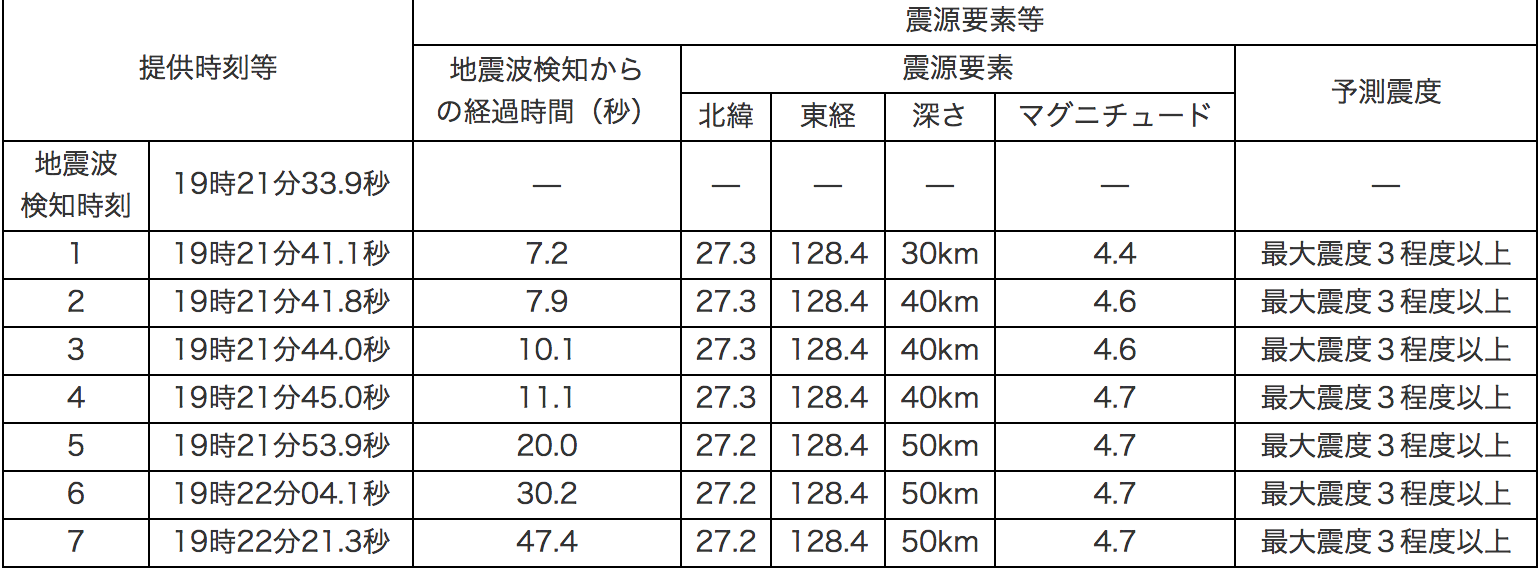 提供時刻等
震源要素等
地震波検知から
の経過時間（秒）
震源要素
予測震度
北緯 東経 深さ マグニチュード
地震波
検知時刻
19時21分33.9秒 ― ― ― ― ― ―
1 19時21分41.1秒 7.2 27.3 128.4 30km 4.4 最大震度３程度以上
2 19時21分41.8秒 7.9 27.3 128.4 40km 4.6 最大震度３程度以上
3 19時21分44.0秒 10.1 27.3 128.4 40km 4.6 最大震度３程度以上
4 19時21分45.0秒 11.1 27.3 128.4 40km 4.7 最大震度３程度以上
5 19時21分53.9秒 20.0 27.2 128.4 50km 4.7 最大震度３程度以上
6 19時22分04.1秒 30.2 27.2 128.4 50km 4.7 最大震度３程度以上
7 19時22分21.3秒 47.4 27.2 128.4 50km 4.7 最大震度３程度以上